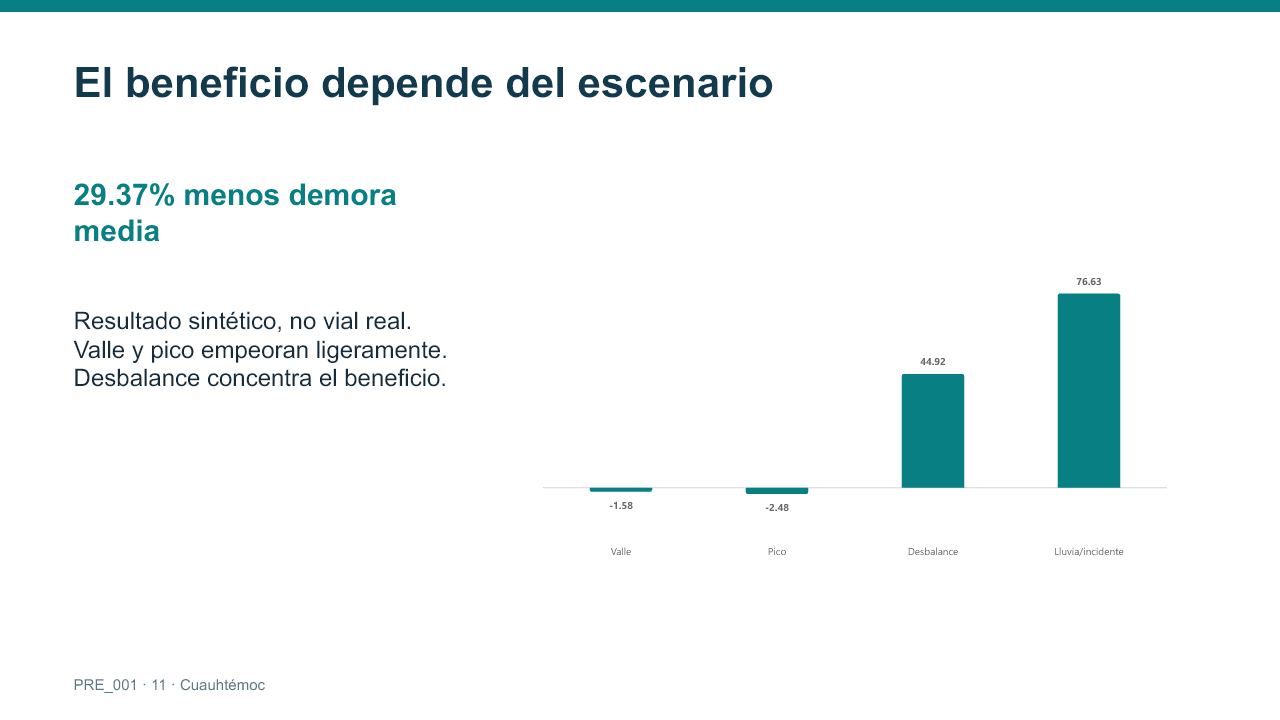 El beneficio depende del escenario
29.37% menos demora
media
Resultado sintético, no vial real.
Valle y pico empeoran ligeramente.
Desbalance concentra el beneficio.
76.63
44.92
-1.58
-2.48
Valle
Pico
Desbalance
Lluvia/incidente
PRE_001 · 11 · Cuauhtémoc